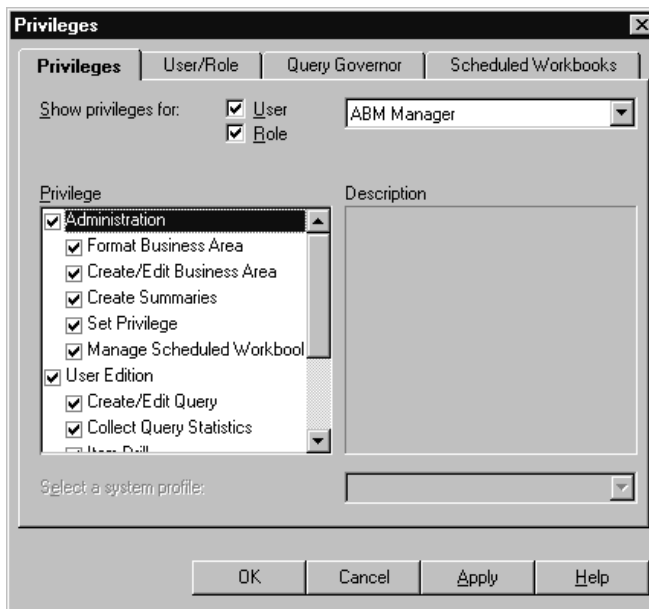 Privileges
Privileges User/Role Query Governor Scheduled Workbooks
Show privileges for: User ABM Manager
Role
Privilege Description
Administration
Format Business Area
Create/Edit Business Area
Create Summaries
Set Privilege
Manage Scheduled Workbool
User Edition
Create/Edit Query
Collect Query Statistics
Item Drill
Select a system profile:
OK Cancel Apply Help